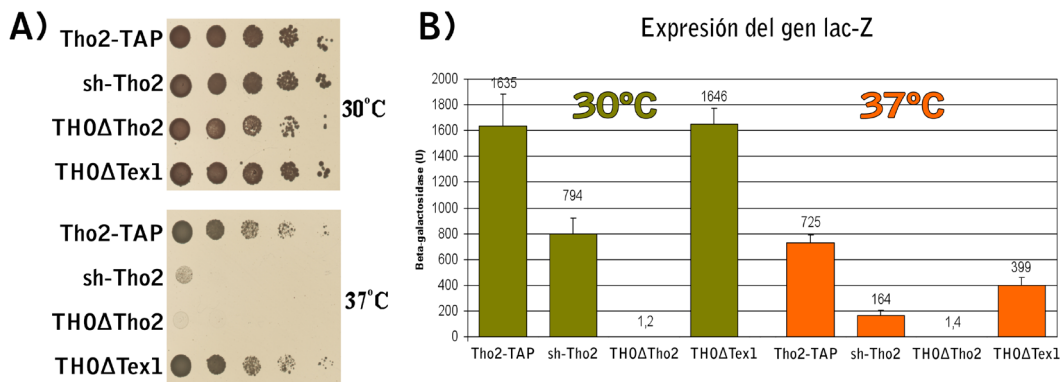 A)
Tho2-TAP
sh-Tho2
THOΔTho2
THOΔTex1
30°C
Tho2-TAP
sh-Tho2
THOΔTho2
THOΔTex1
37°C
B)
Expresión del gen lac-Z
Beta-galactosidase (U)
2000
1800
1600
1400
1200
1000
800
600
400
200
0
30ºC
37ºC
1635
794
1,2
1646
725
164
1,4
399
Tho2-TAP
sh-Tho2
THOΔTho2
THOΔTex1
Tho2-TAP
sh-Tho2
THOΔTho2
THOΔTex1